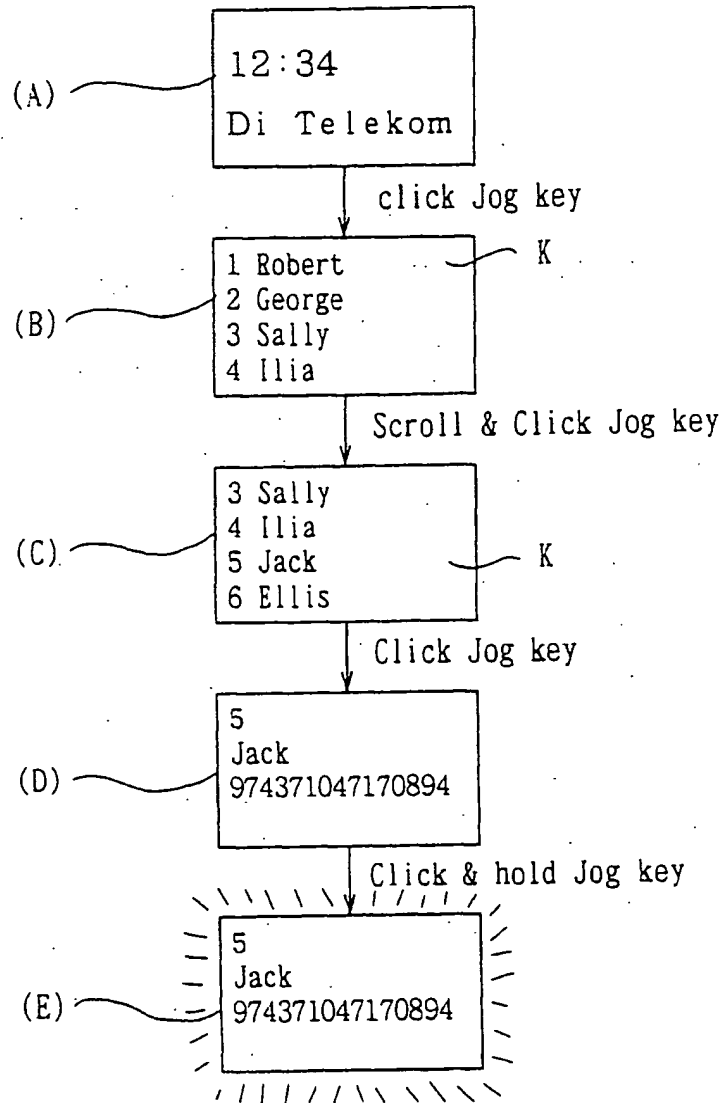 12:34
(A)
Di Telekom
click Jog key
1 Robert
K
2 George
(B)
3 Sally
4 Ilia
Scroll & Click Jog key
3 Sally
4 Ilia
(C)
5 Jack
K
6 Ellis
Click Jog key
5
Jack
(D)
974371047170894
Click & hold Jog key
5
Jack
(E)
974371047170894